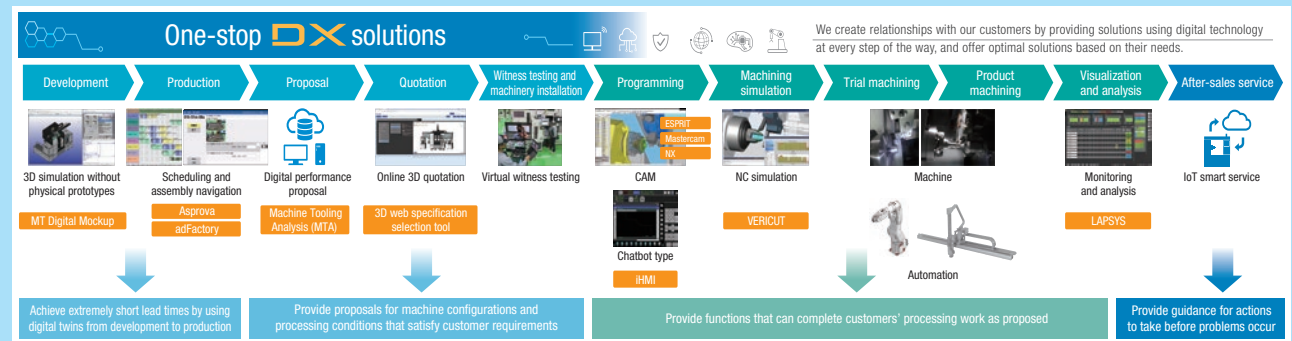 One-stop DX solutions
We create relationships with our customers by providing solutions using digital technology
at every step of the way, and offer optimal solutions based on their needs.
Development
Production
Proposal
Quotation
Witness testing and
machinery installation
Programming
Machining
simulation
Trial machining
Product
machining
Visualization
and analysis
After-sales service
ESPRIT
Mastercam
NX
3D simulation without
physical prototypes
Scheduling and
assembly navigation
Digital performance
proposal
Online 3D quotation
Virtual witness testing
CAM
NC simulation
Machine
Monitoring
and analysis
IoT smart service
MT Digital Mockup
Asprova
adFactory
Machine Tooling
Analysis (MTA)
3D web specification
selection tool
VERICUT
LAPSYS
Chatbot type
iHMI
Automation
Achieve extremely short lead times by using
digital twins from development to production
Provide proposals for machine configurations and
processing conditions that satisfy customer requirements
Provide functions that can complete customers' processing work as proposed
Provide guidance for actions
to take before problems occur